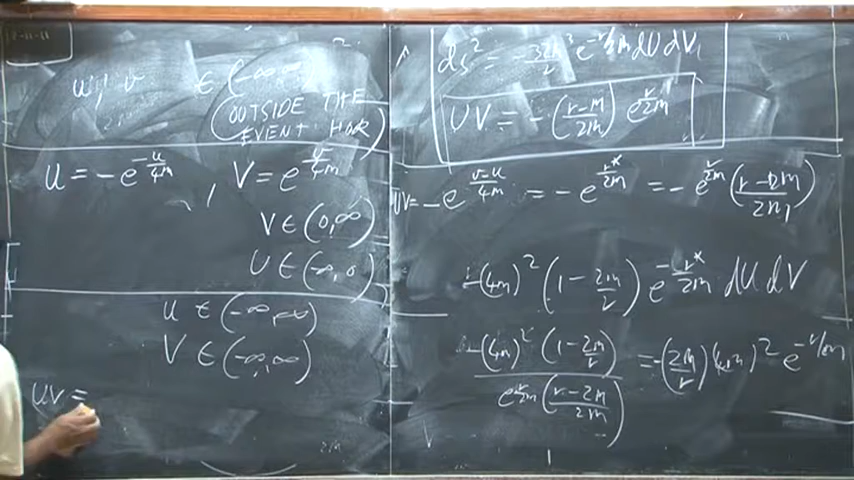 u, v ∈ (-∞, ∞)
(OUTSIDE THE
EVENT HOR)
U = -e^{-u/4m} , V = e^{v/4m}
V ∈ (0, ∞)
U ∈ (-∞, 0)
U ∈ (-∞, ∞)
V ∈ (-∞, ∞)
UV =
ds² = -32m³/r e^{-r/2m} dU dV,
UV = -(r-2m/2m) e^{r/2m}
UV = -e^{v-u/4m} = -e^{r*/2m} = -e^{r/2m} (r-2m/2m)
-(4m)² (1 - 2m/r) e^{-r*/2m} dU dV
-(4m)² (1 - 2m/r) / e^{r/2m} (r-2m/2m) = -(2m/r)(4m)² e^{-r/2m}